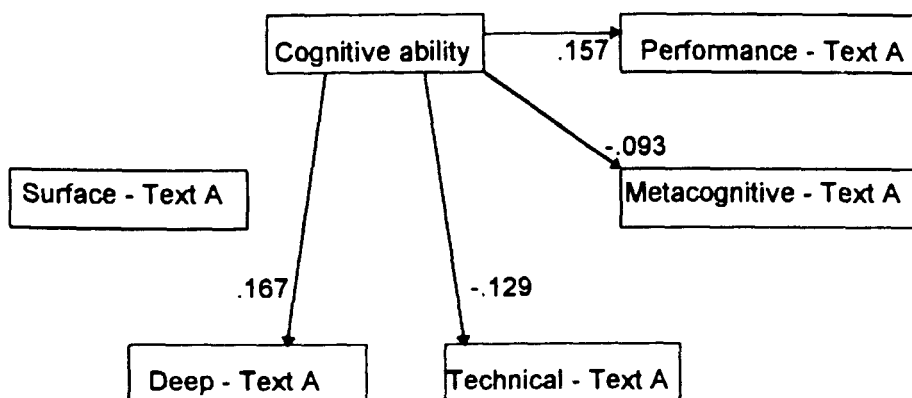 Cognitive ability
.157
Performance - Text A
-.093
Surface - Text A
Metacognitive - Text A
.167
-.129
Deep - Text A
Technical - Text A